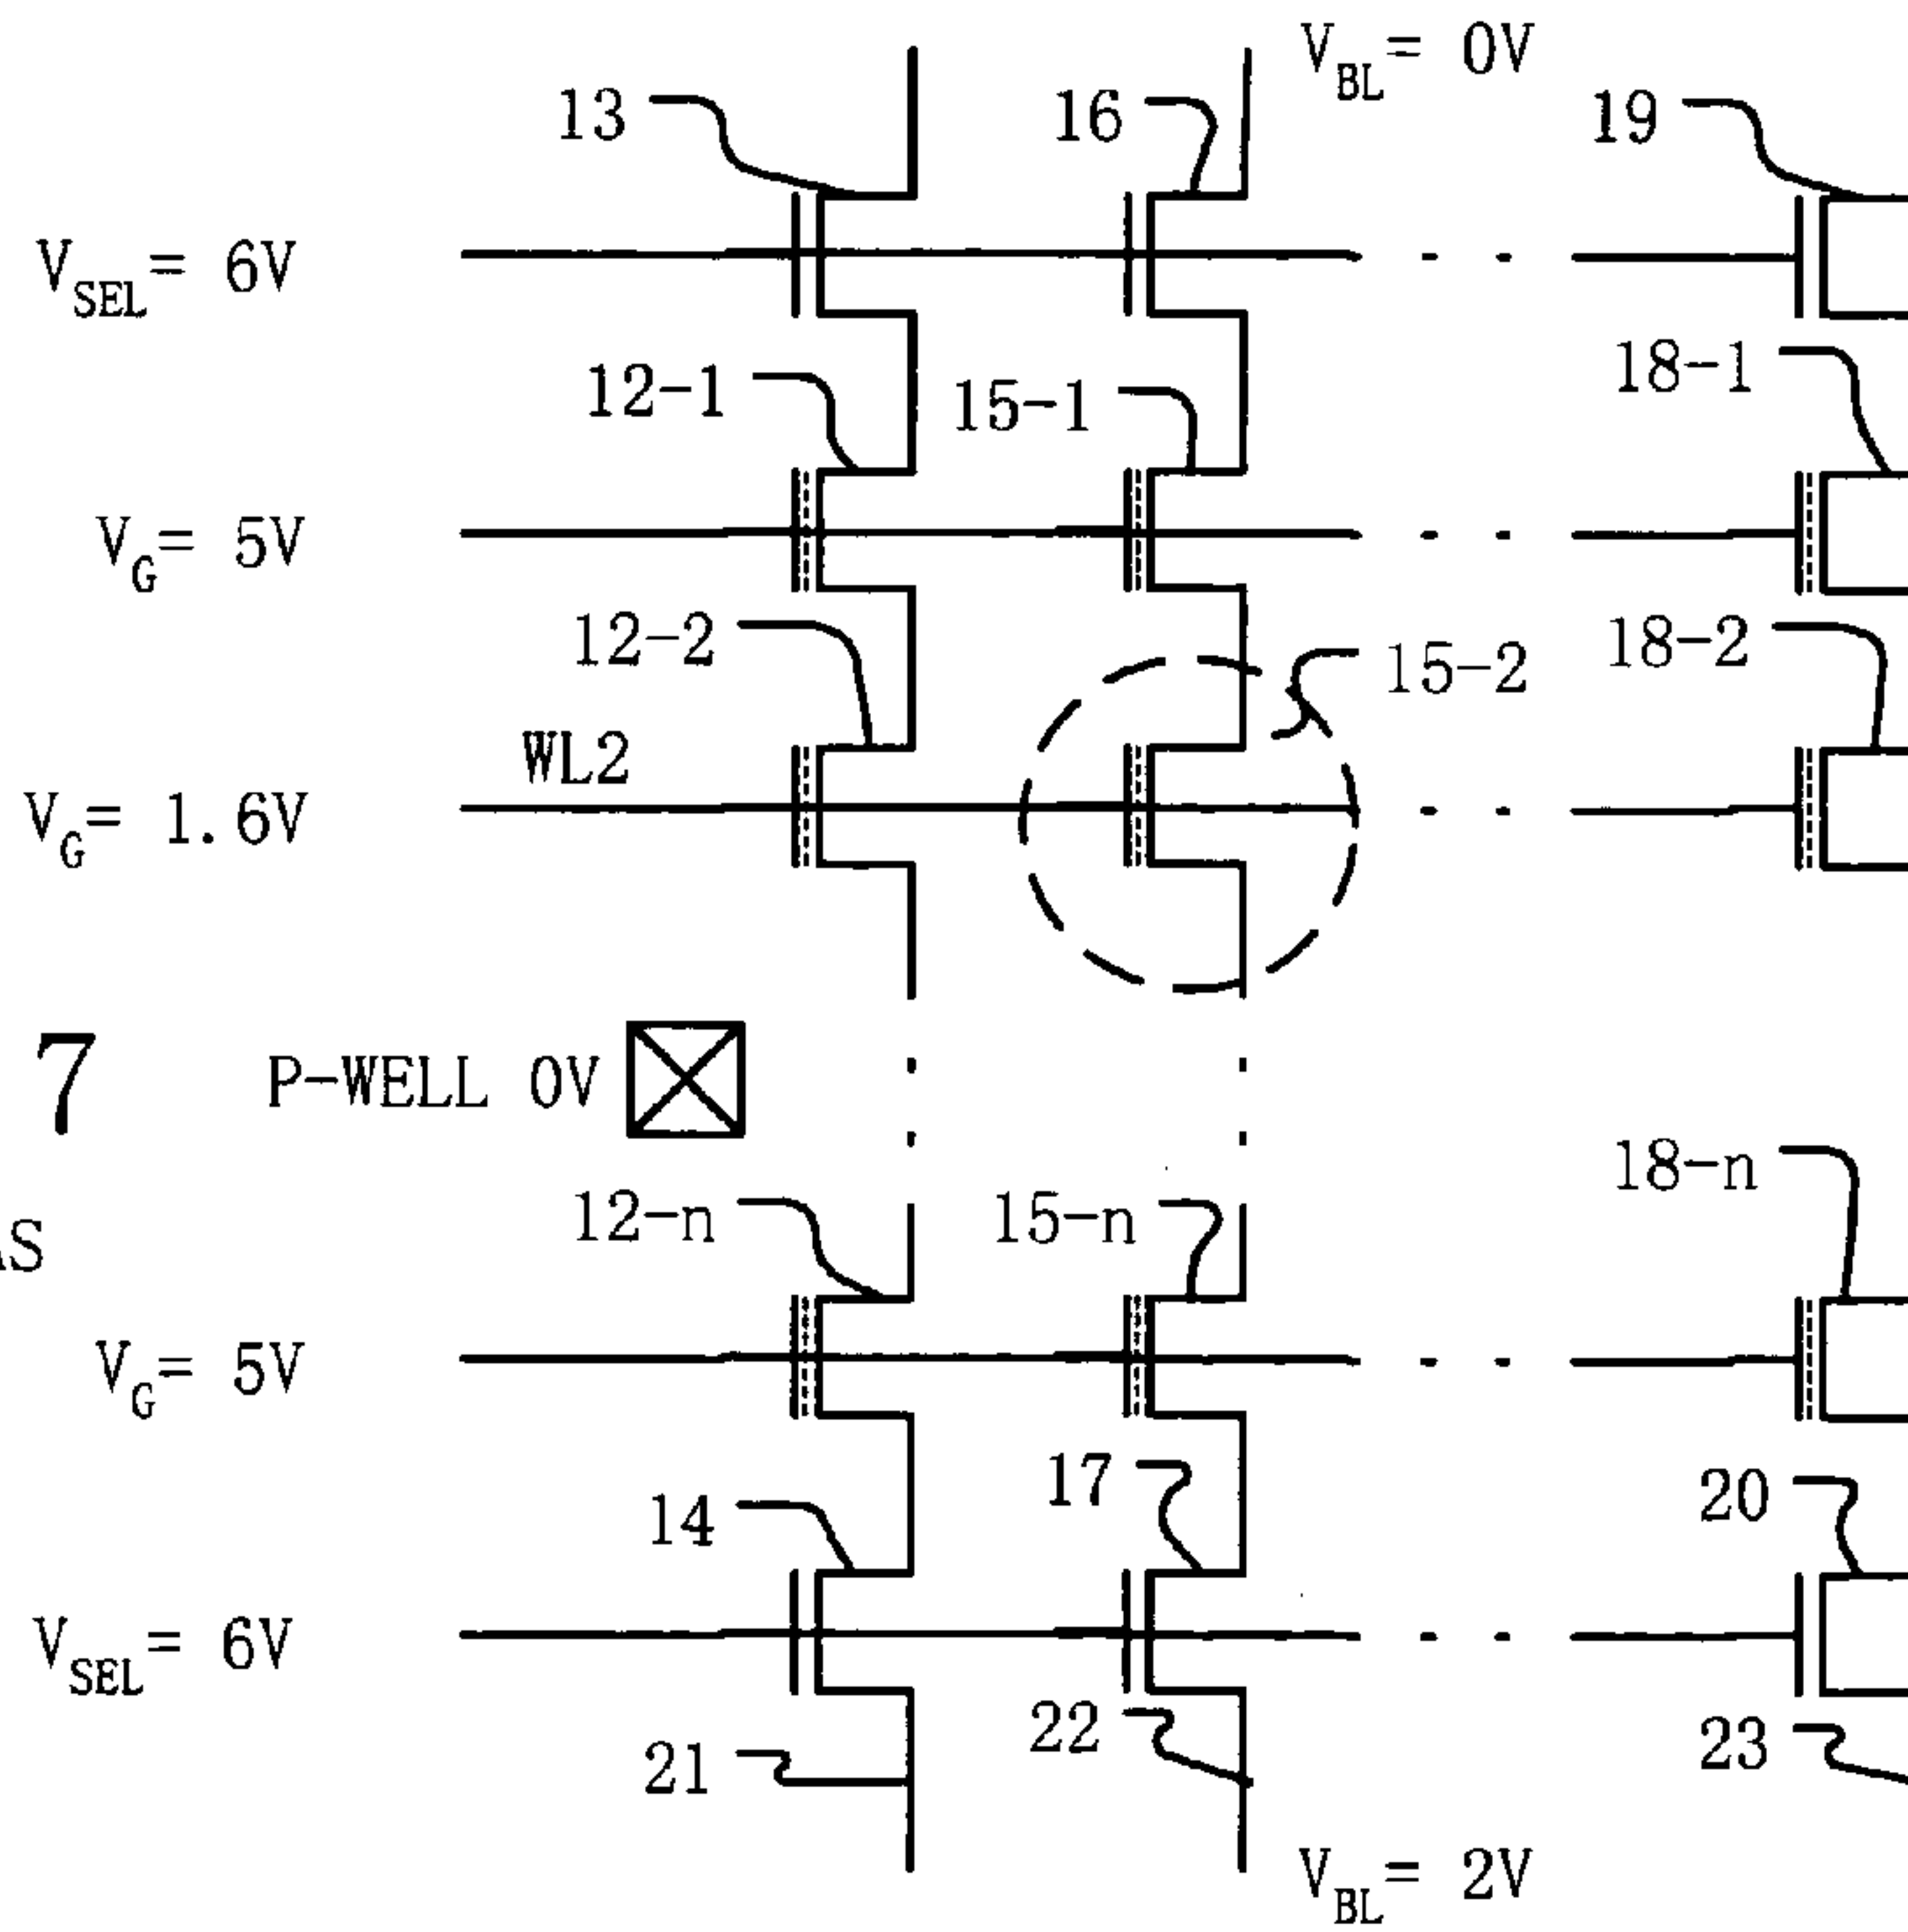 V_BL= 0V
13
16
19
V_SEL= 6V
12-1
15-1
18-1
V_G= 5V
12-2
15-2
18-2
WL2
V_G= 1.6V
7
P-WELL 0V
12-n
15-n
18-n
AS
V_G= 5V
14
17
20
V_SEL= 6V
21
22
23
V_BL= 2V